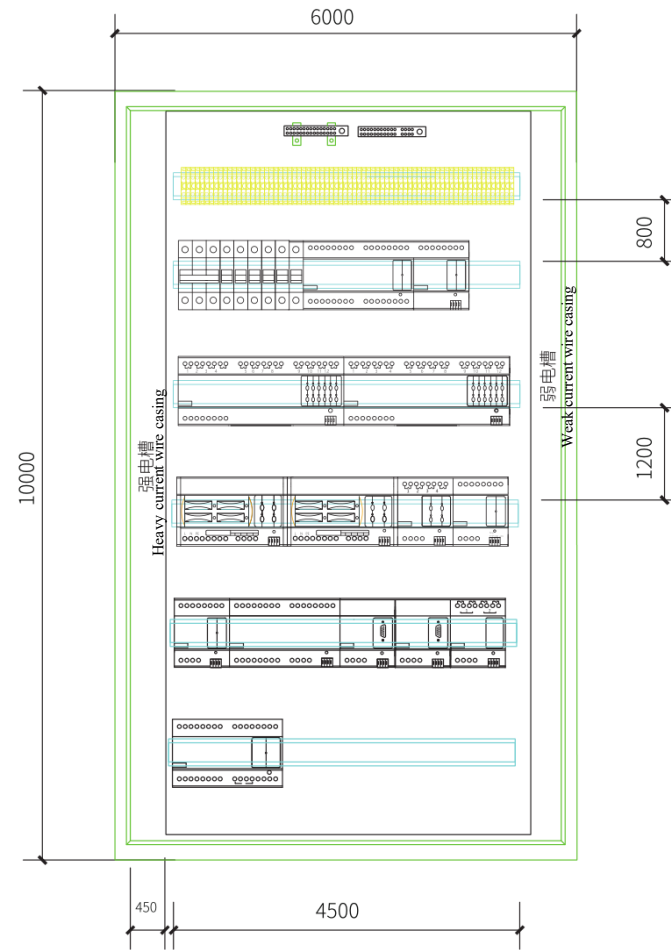 6000
800
弱电槽
Weak current wire casing
10000
强电槽
Heavy current wire casing
1200
450
4500